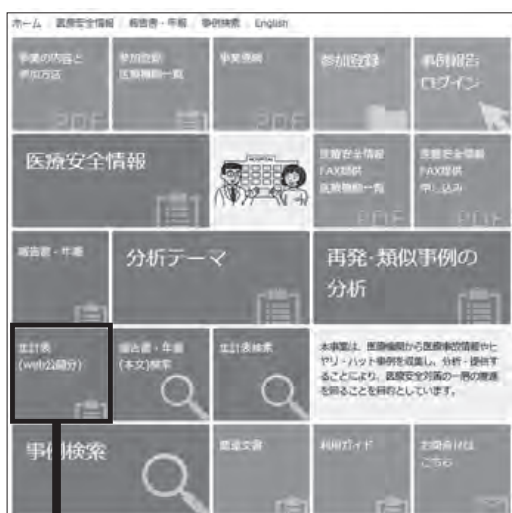 ホーム 医療安全情報 報告書・年報 事例検索 English
事業の内容と
参加方法
PDF
参加登録
医療機関一覧
事業要綱
PDF
参加登録
事例報告
ログイン
医療安全情報
HOSPITAL
医療安全情報
FAX提供
医療機関一覧
PDF
医療安全情報
FAX提供
申し込み
PDF
報告書・年報
分析テーマ
再発・類似事例の
分析
集計表
(web公開分)
報告書・年報
(本文)検索
集計表検索
本事業は、医療機関から医療事故情報やヒ
ヤリ・ハット事例を収集し、分析・提供す
ることにより、医療安全対策の一層の推進
を図ることを目的としています。
事例検索
関連文書
利用ガイド
お問合せは
こちら